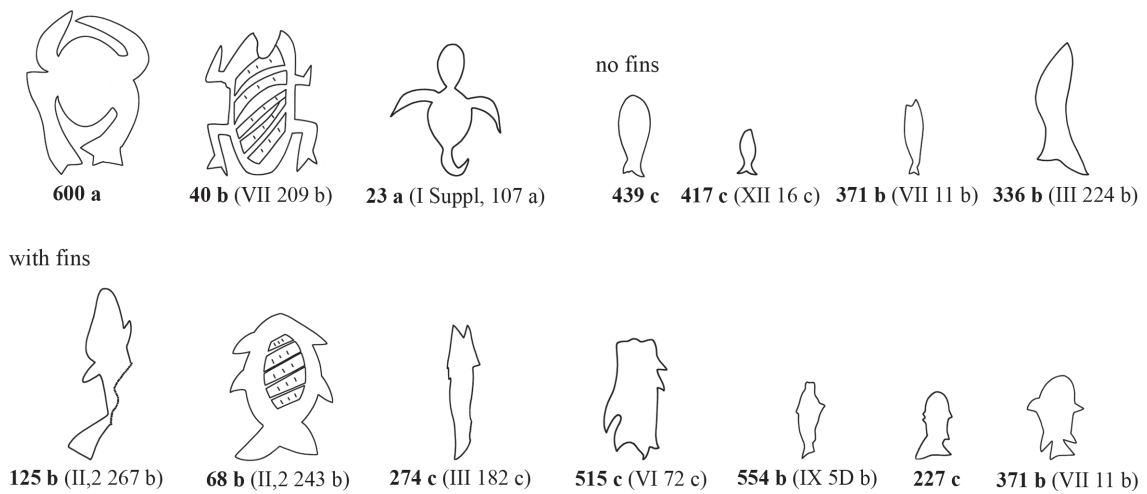 no fins
600 a
40 b (VII 209 b)
23 a (I Suppl, 107 a)
439 c
417 c (XII 16 c)
371 b (VII 11 b)
336 b (III 224 b)
with fins
125 b (II,2 267 b)
68 b (II,2 243 b)
274 c (III 182 c)
515 c (VI 72 c)
554 b (IX 5D b)
227 c
371 b (VII 11 b)